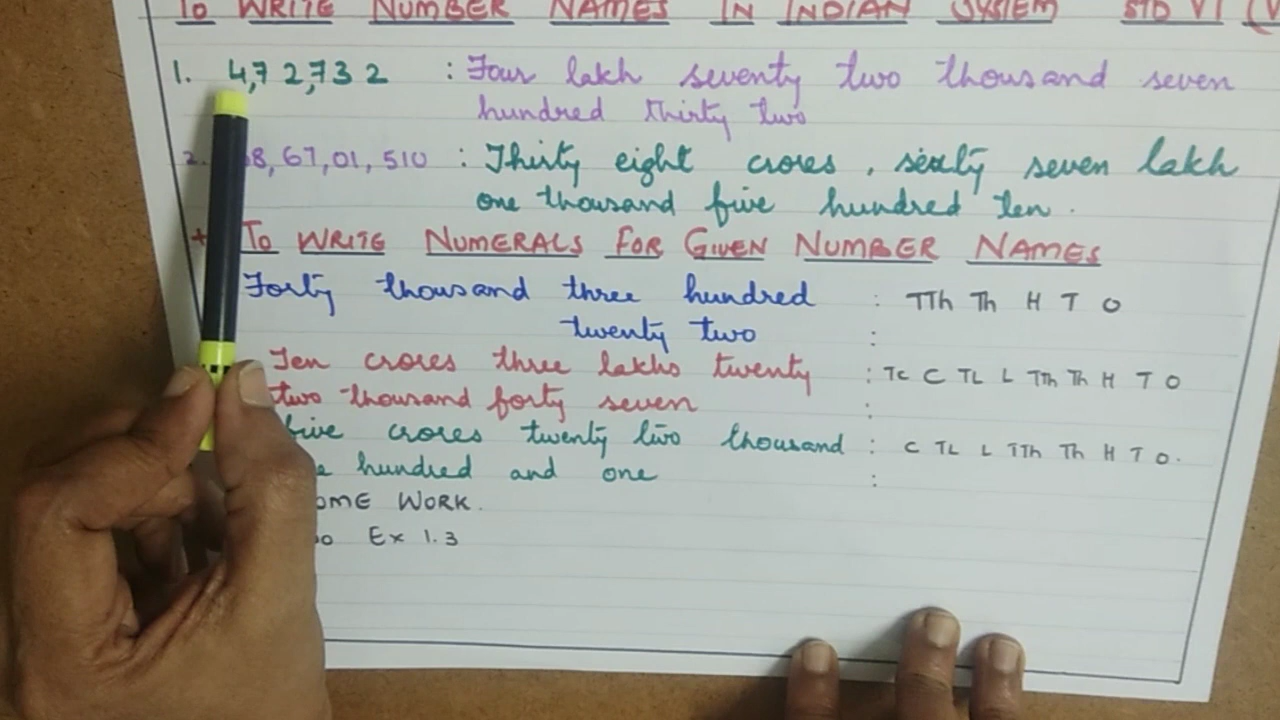 TO WRITE NUMBER NAMES IN INDIAN SYSTEM STD VI
1. 4,72,732 : Four lakh seventy two thousand seven
hundred thirty two
2. 38,67,01,510 : Thirty eight crores, sixty seven lakh
one thousand five hundred ten.
TO WRITE NUMERALS FOR GIVEN NUMBER NAMES
Forty thousand three hundred : TTh Th H T O
twenty two :
Ten crores three lakhs twenty : TC C TL L TTh Th H T O
two thousand forty seven :
five crores twenty two thousand : C TL L TTh Th H T O.
hundred and one :
WORK.
Ex 1.3